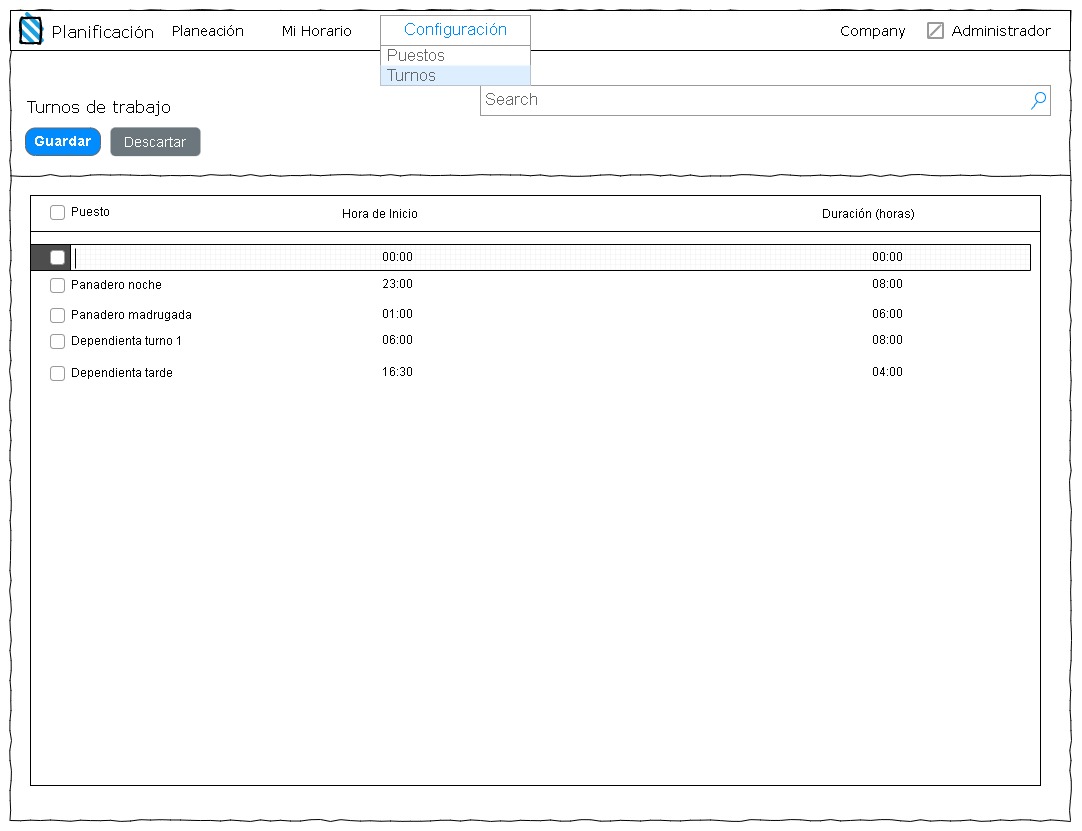 Planificación Planeación Mi Horario Configuración Company Administrador
Puestos
Turnos
Search
Turnos de trabajo
Guardar Descartar
Puesto Hora de Inicio Duración (horas)
00:00 00:00
Panadero noche 23:00 08:00
Panadero madrugada 01:00 06:00
Dependienta turno 1 06:00 08:00
Dependienta tarde 16:30 04:00